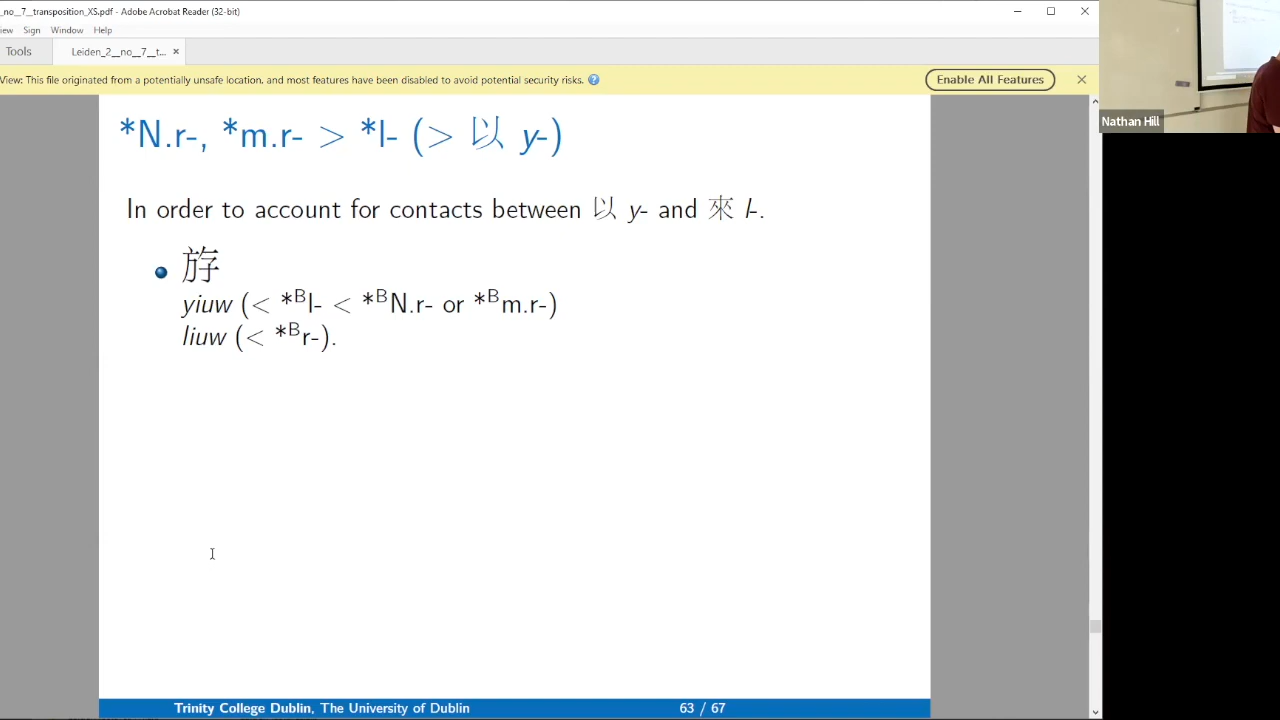 _no__7__transposition_XS.pdf - Adobe Acrobat Reader (32-bit)
iew Sign Window Help
Tools Leiden_2__no__7__t... ×
View: This file originated from a potentially unsafe location, and most features have been disabled to avoid potential security risks. ? Enable All Features
Nathan Hill
*N.r-, *m.r- > *l- (> 以 y-)
In order to account for contacts between 以 y- and 來 l-.
• 斿
yiuw (< *ᴮl- < *ᴮN.r- or *ᴮm.r-)
liuw (< *ᴮr-).
Trinity College Dublin, The University of Dublin 63 / 67